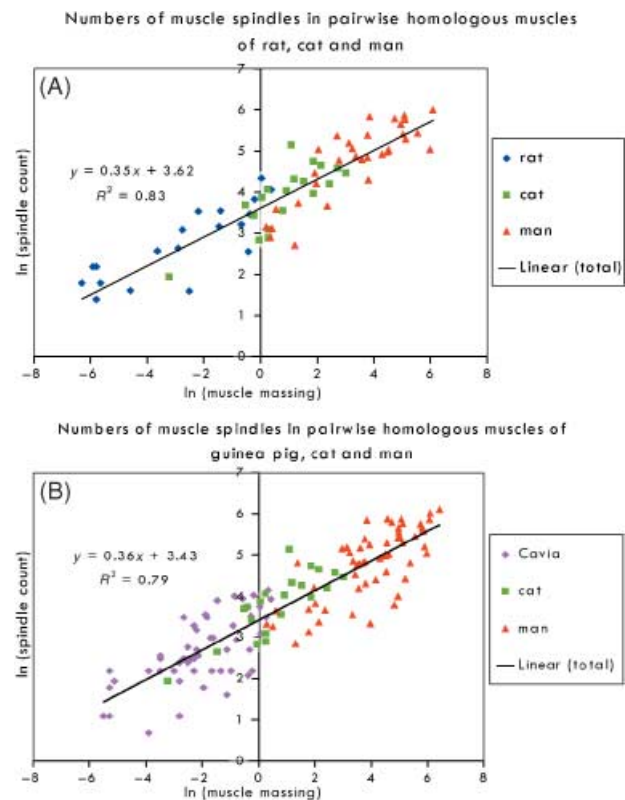 Numbers of muscle spindles in pairwise homologous muscles
of rat, cat and man
(A)
7
6
5
4
3
2
1
0
y = 0.35x + 3.62
R² = 0.83
ln (spindle count)
−8 −6 −4 −2 0 2 4 6 8
ln (muscle massing)
rat
cat
man
Linear (total)
Numbers of muscle spindles in pairwise homologous muscles of
guinea pig, cat and man
(B)
7
6
5
4
3
2
1
0
y = 0.36x + 3.43
R² = 0.79
ln (spindle count)
−8 −6 −4 −2 0 2 4 6 8
ln (muscle massing)
Cavia
cat
man
Linear (total)